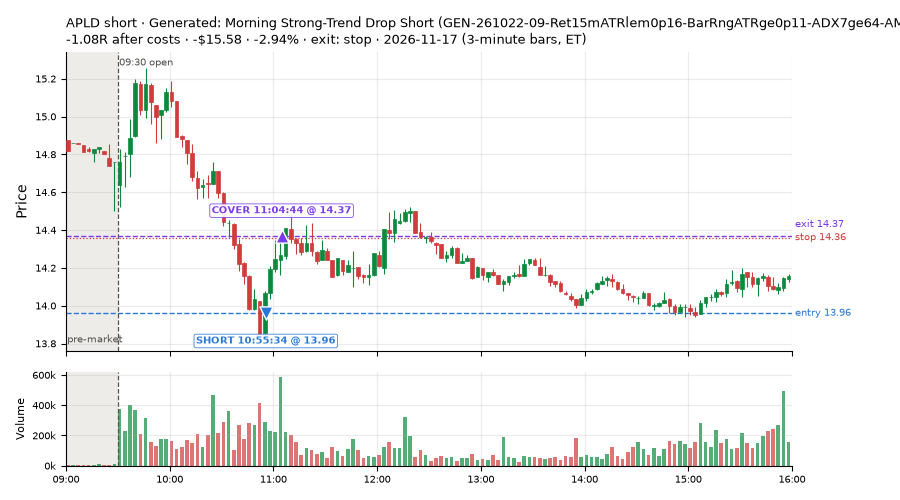 APLD short · Generated: Morning Strong-Trend Drop Short (GEN-261022-09-Ret15mATRlem0p16-BarRngATRge0p11-ADX7ge64-AM
-1.08R after costs · -$15.58 · -2.94% · exit: stop · 2026-11-17 (3-minute bars, ET)
09:30 open
15.2
15.0
14.8
14.6
14.4
14.2
14.0
13.8
Price
COVER 11:04:44 @ 14.37
exit 14.37
stop 14.36
entry 13.96
pre-market
SHORT 10:55:34 @ 13.96
600k
400k
200k
0k
Volume
09:00
10:00
11:00
12:00
13:00
14:00
15:00
16:00